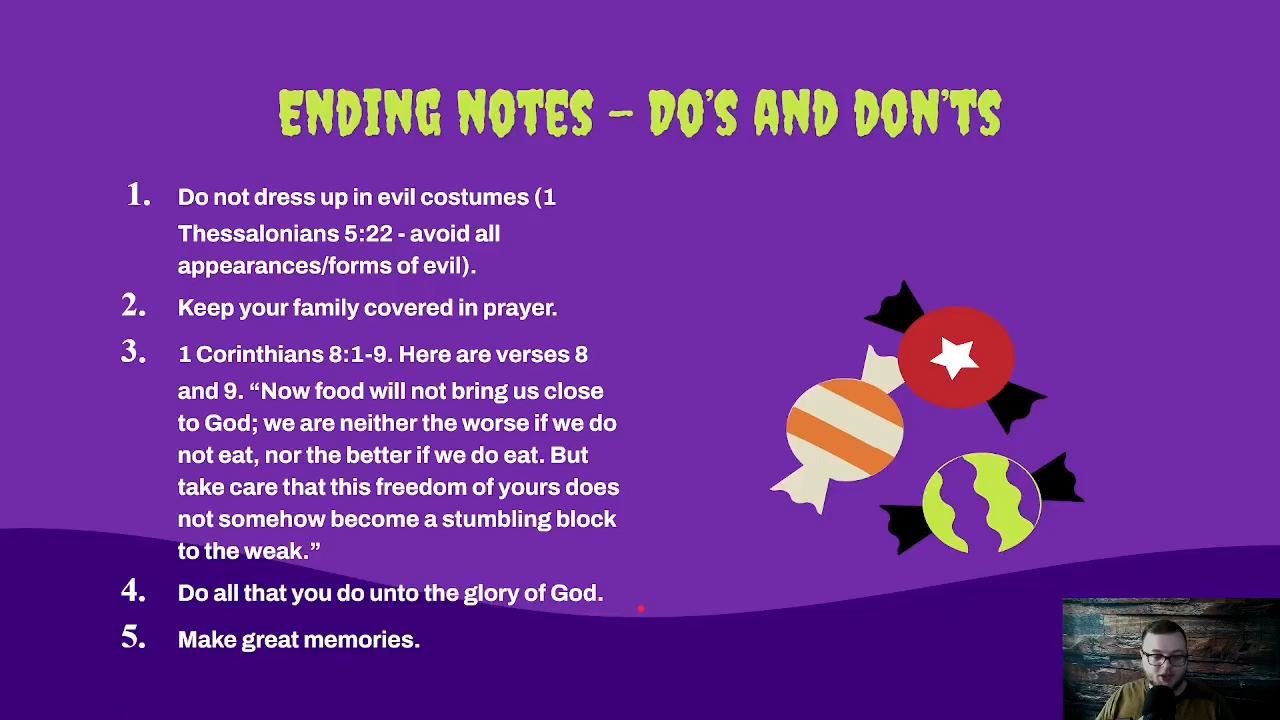 ENDING NOTES – DO'S AND DON'TS
1. Do not dress up in evil costumes (1
Thessalonians 5:22 - avoid all
appearances/forms of evil).
2. Keep your family covered in prayer.
3. 1 Corinthians 8:1-9. Here are verses 8
and 9. “Now food will not bring us close
to God; we are neither the worse if we do
not eat, nor the better if we do eat. But
take care that this freedom of yours does
not somehow become a stumbling block
to the weak.”
4. Do all that you do unto the glory of God.
5. Make great memories.